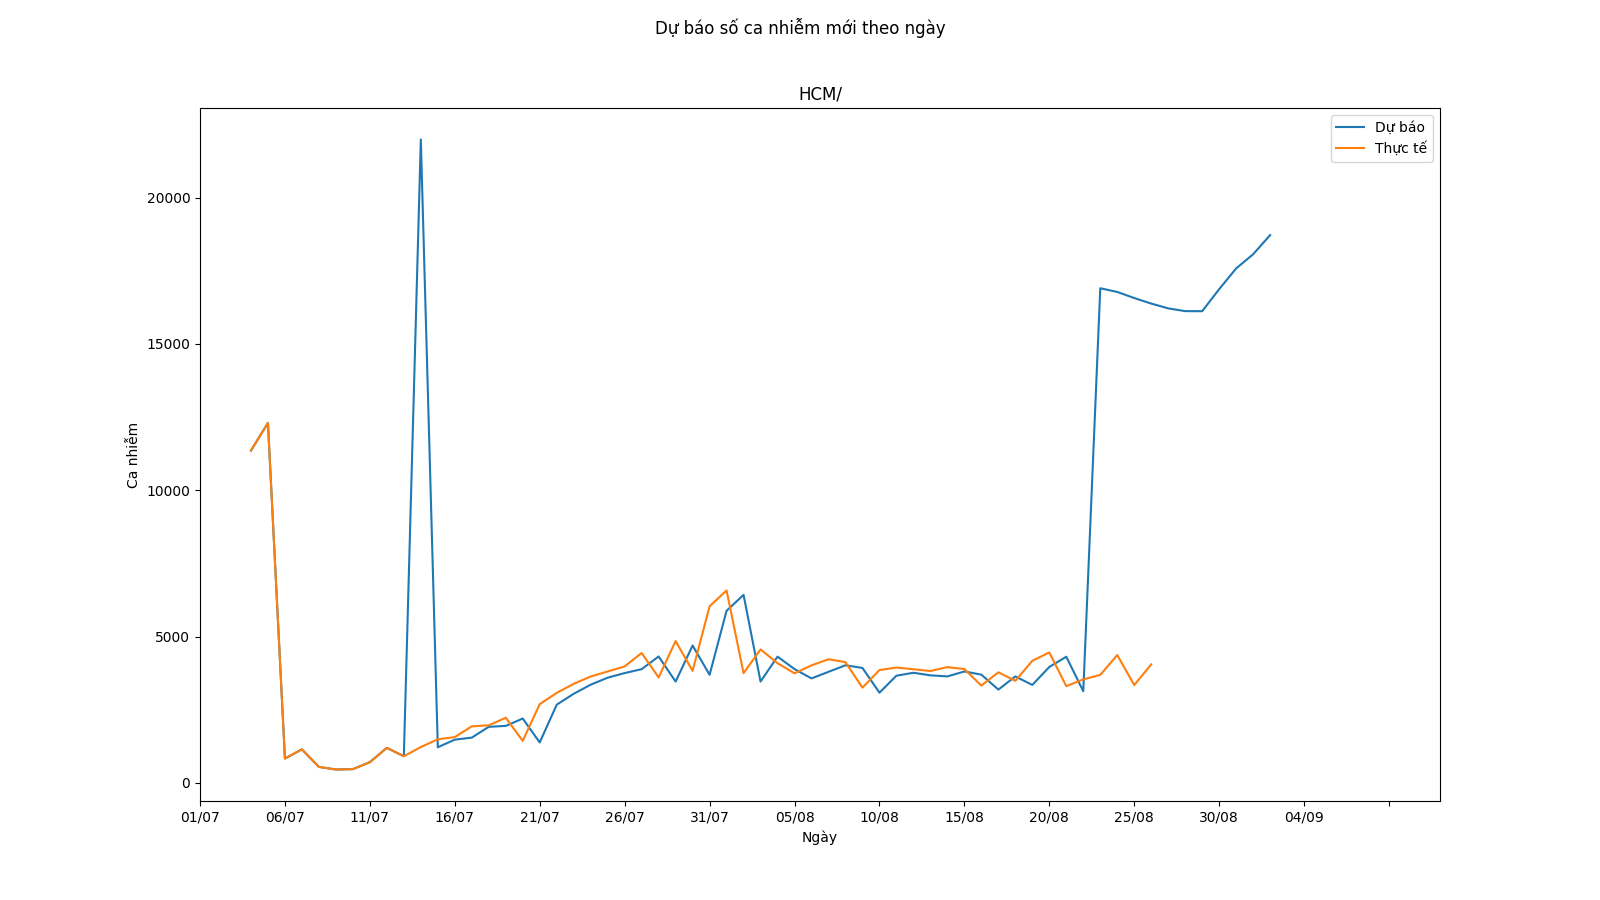 Dự báo số ca nhiễm mới theo ngày
HCM/
Dự báo
Thực tế
20000
15000
10000
5000
0
Ca nhiễm
01/07 06/07 11/07 16/07 21/07 26/07 31/07 05/08 10/08 15/08 20/08 25/08 30/08 04/09
Ngày